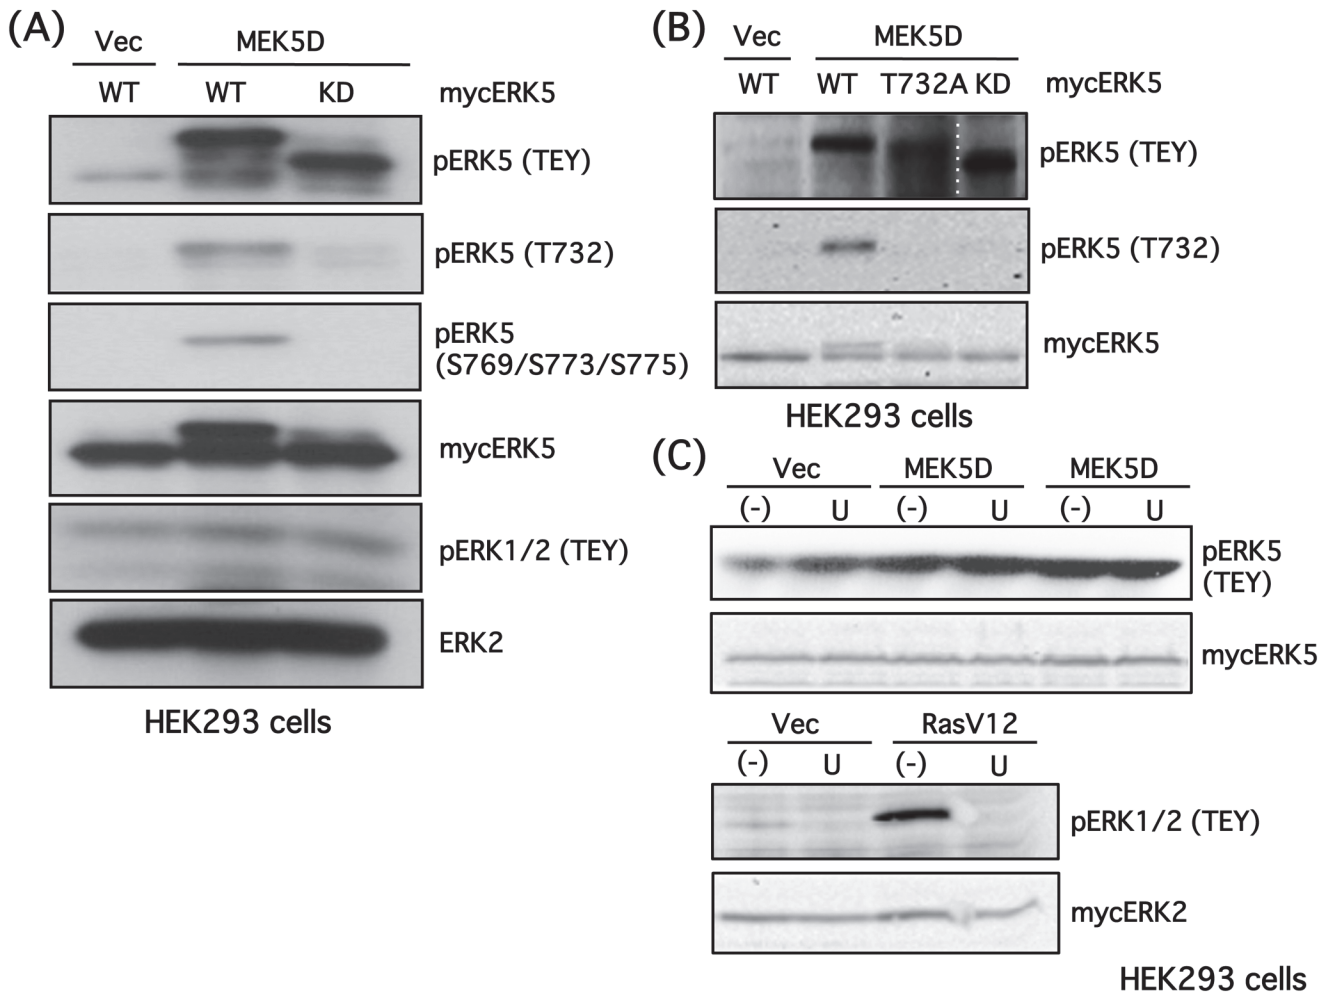 (A)
Vec MEK5D
WT WT KD mycERK5
pERK5 (TEY)
pERK5 (T732)
pERK5
(S769/S773/S775)
mycERK5
pERK1/2 (TEY)
ERK2
HEK293 cells
(B)
Vec MEK5D
WT WT T732A KD mycERK5
pERK5 (TEY)
pERK5 (T732)
mycERK5
HEK293 cells
(C)
Vec MEK5D MEK5D
(-) U (-) U (-) U
pERK5
(TEY)
mycERK5
Vec RasV12
(-) U (-) U
pERK1/2 (TEY)
mycERK2
HEK293 cells